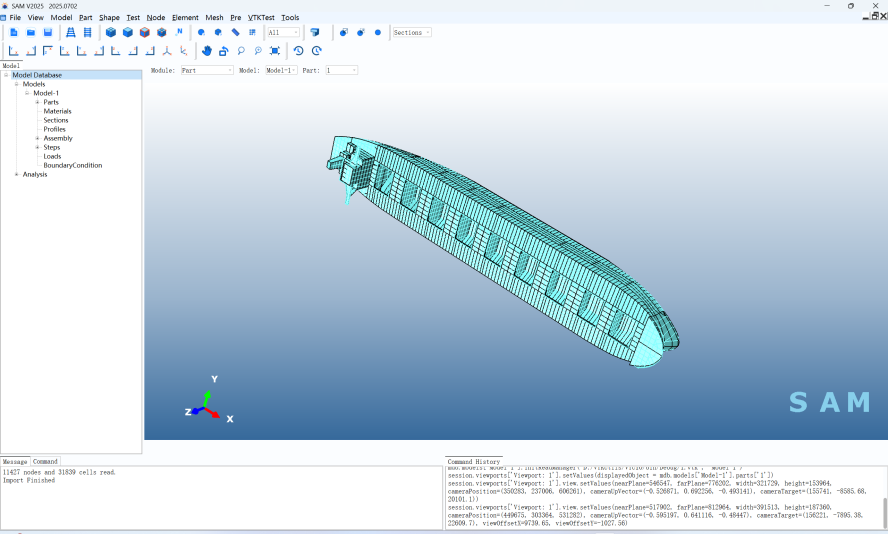 SAM V2025 2025.0702
File View Model Part Shape Test Node Element Mesh Pre VTKTest Tools
All
Sections
Model
Module: Part Model: Model-1 Part: 1
Model Database
Models
Model-1
Parts
Materials
Sections
Profiles
Assembly
Steps
Loads
BoundaryCondition
Analysis
Y
Z
X
SAM
Message Command
11427 nodes and 31839 cells read.
Import Finished
Command History
session.viewports['Viewport: 1'].setValues(displayedObject = mdb.models['Model-1'].parts['1'])
session.viewports['Viewport: 1'].view.setValues(nearPlane=546547, farPlane=776202, width=321729, height=153964,
cameraPosition=(350283, 237006, 606261), cameraUpVector=(-0.52687, 0.692256, -0.493141), cameraTarget=(155741, -8585.68,
20101.1))
session.viewports['Viewport: 1'].view.setValues(nearPlane=517902, farPlane=812964, width=391513, height=187360,
cameraPosition=(449675, 303364, 531282), cameraUpVector=(-0.595197, 0.641116, -0.48447), cameraTarget=(156221, -7895.38,
22609.7), viewOffsetX=9739.65, viewOffsetY=-1027.56)